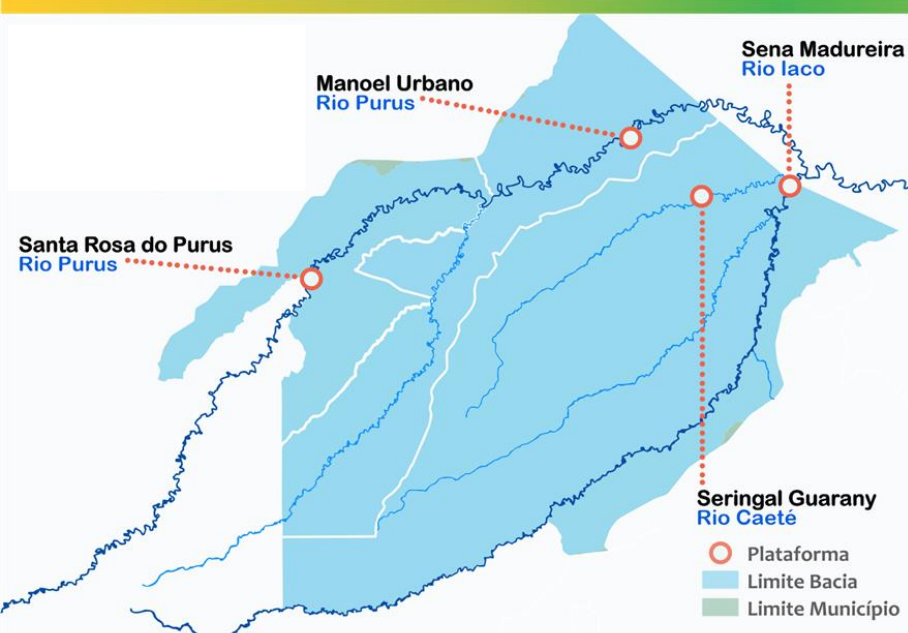 Sena Madureira
Rio Iaco
Manoel Urbano
Rio Purus
Santa Rosa do Purus
Rio Purus
Seringal Guarany
Rio Caeté
Plataforma
Limite Bacia
Limite Município